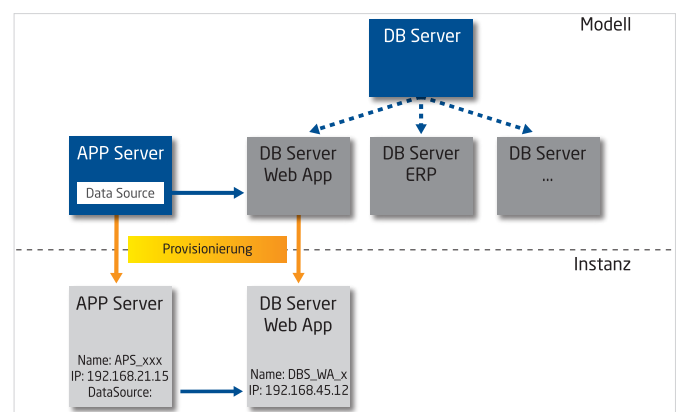 Modell
DB Server
APP Server
Data Source
DB Server
Web App
DB Server
ERP
DB Server
...
Provisionierung
Instanz
APP Server
Name: APS_xxx
IP: 192.168.21.15
DataSource:
DB Server
Web App
Name: DBS_WA_x
IP: 192.168.45.12